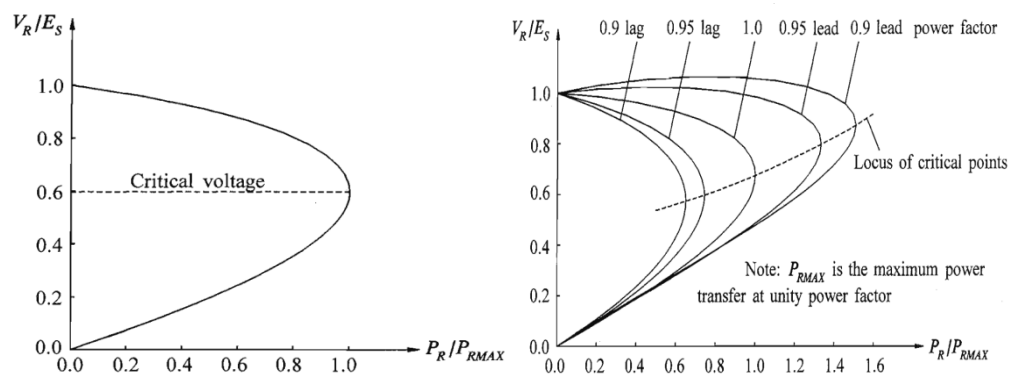 V_R/E_S
1.0
0.8
0.6
0.4
0.2
0.0
Critical voltage
0.0 0.2 0.4 0.6 0.8 1.0
P_R/P_RMAX
V_R/E_S
0.9 lag 0.95 lag 1.0 0.95 lead 0.9 lead power factor
1.0
0.8
0.6
0.4
0.2
0.0
Locus of critical points
Note: P_RMAX is the maximum power
transfer at unity power factor
0.0 0.2 0.4 0.6 0.8 1.0 1.2 1.4 1.6
P_R/P_RMAX